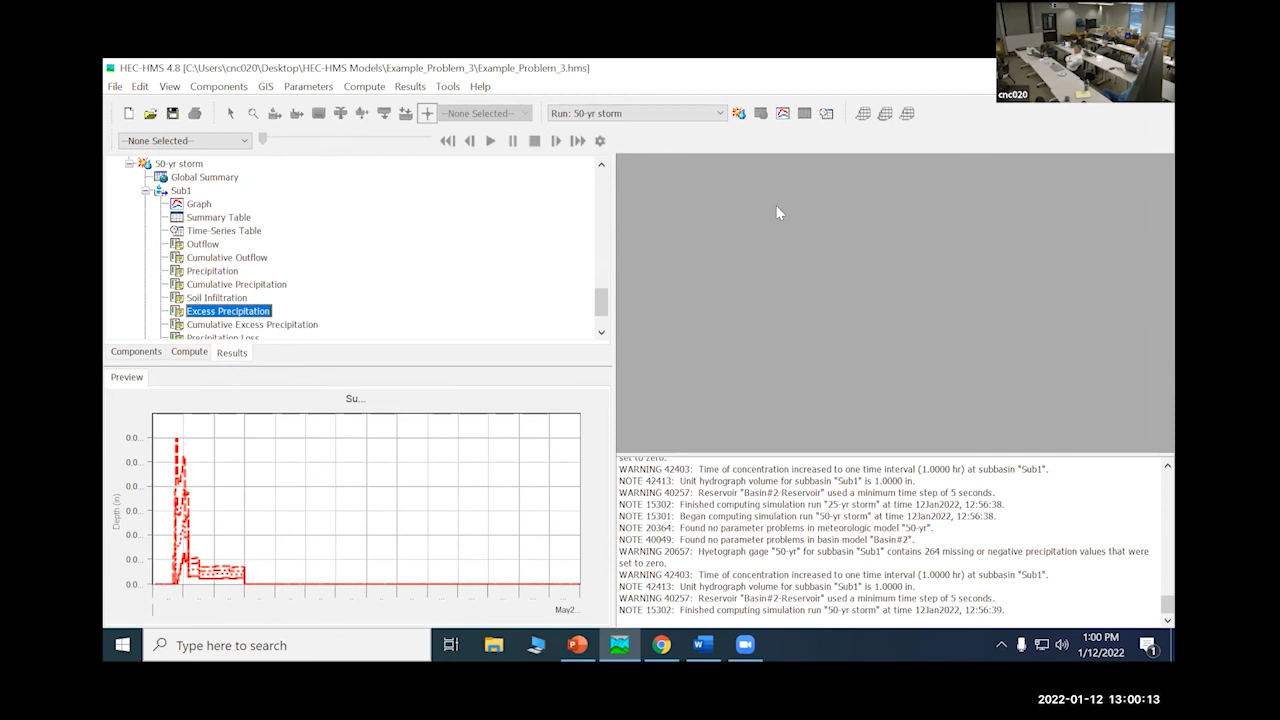 HEC-HMS 4.8 [C:\Users\cnc020\Desktop\HEC-HMS Models\Example_Problem_3\Example_Problem_3.hms]
cnc020
File Edit View Components GIS Parameters Compute Results Tools Help
--None Selected--
Run: 50-yr storm
--None Selected--
50-yr storm
Global Summary
Sub1
Graph
Summary Table
Time-Series Table
Outflow
Cumulative Outflow
Precipitation
Cumulative Precipitation
Soil Infiltration
Excess Precipitation
Cumulative Excess Precipitation
Precipitation Loss
Components Compute Results
Preview
Su...
0.0...
0.0...
0.0...
0.0...
0.0...
0.0...
0.0...
Depth (in)
May2...
set to zero.
WARNING 42403: Time of concentration increased to one time interval (1.0000 hr) at subbasin "Sub1".
NOTE 42413: Unit hydrograph volume for subbasin "Sub1" is 1.0000 in.
WARNING 40257: Reservoir "Basin#2-Reservoir" used a minimum time step of 5 seconds.
NOTE 15302: Finished computing simulation run "25-yr storm" at time 12Jan2022, 12:56:38.
NOTE 15301: Began computing simulation run "50-yr storm" at time 12Jan2022, 12:56:38.
NOTE 20364: Found no parameter problems in meteorologic model "50-yr".
NOTE 40049: Found no parameter problems in basin model "Basin#2".
WARNING 20657: Hyetograph gage "50-yr" for subbasin "Sub1" contains 264 missing or negative precipitation values that were
set to zero.
WARNING 42403: Time of concentration increased to one time interval (1.0000 hr) at subbasin "Sub1".
NOTE 42413: Unit hydrograph volume for subbasin "Sub1" is 1.0000 in.
WARNING 40257: Reservoir "Basin#2-Reservoir" used a minimum time step of 5 seconds.
NOTE 15302: Finished computing simulation run "50-yr storm" at time 12Jan2022, 12:56:39.
Type here to search
1:00 PM
1/12/2022
1
2022-01-12 13:00:13